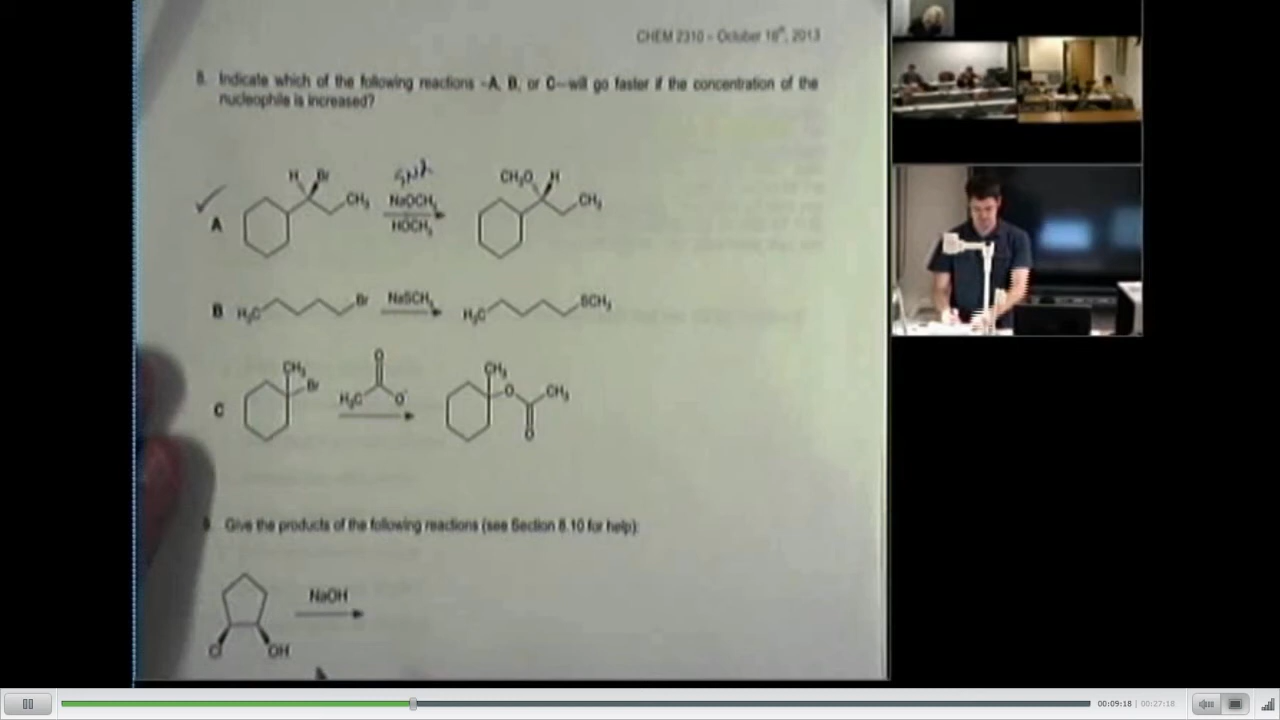 CHEM 2310 – October 16th, 2013
8. Indicate which of the following reactions –A, B, or C—will go faster if the concentration of the
nucleophile is increased?
SN2
H Br CH3 NaOCH3 CH3O H CH3
A HOCH3
B H3C Br NaSCH3 H3C SCH3
CH3 O CH3
Br H3C O- O CH3
C O
9. Give the products of the following reactions (see Section 8.10 for help):
NaOH
Cl OH
00:09:18 | 00:27:18